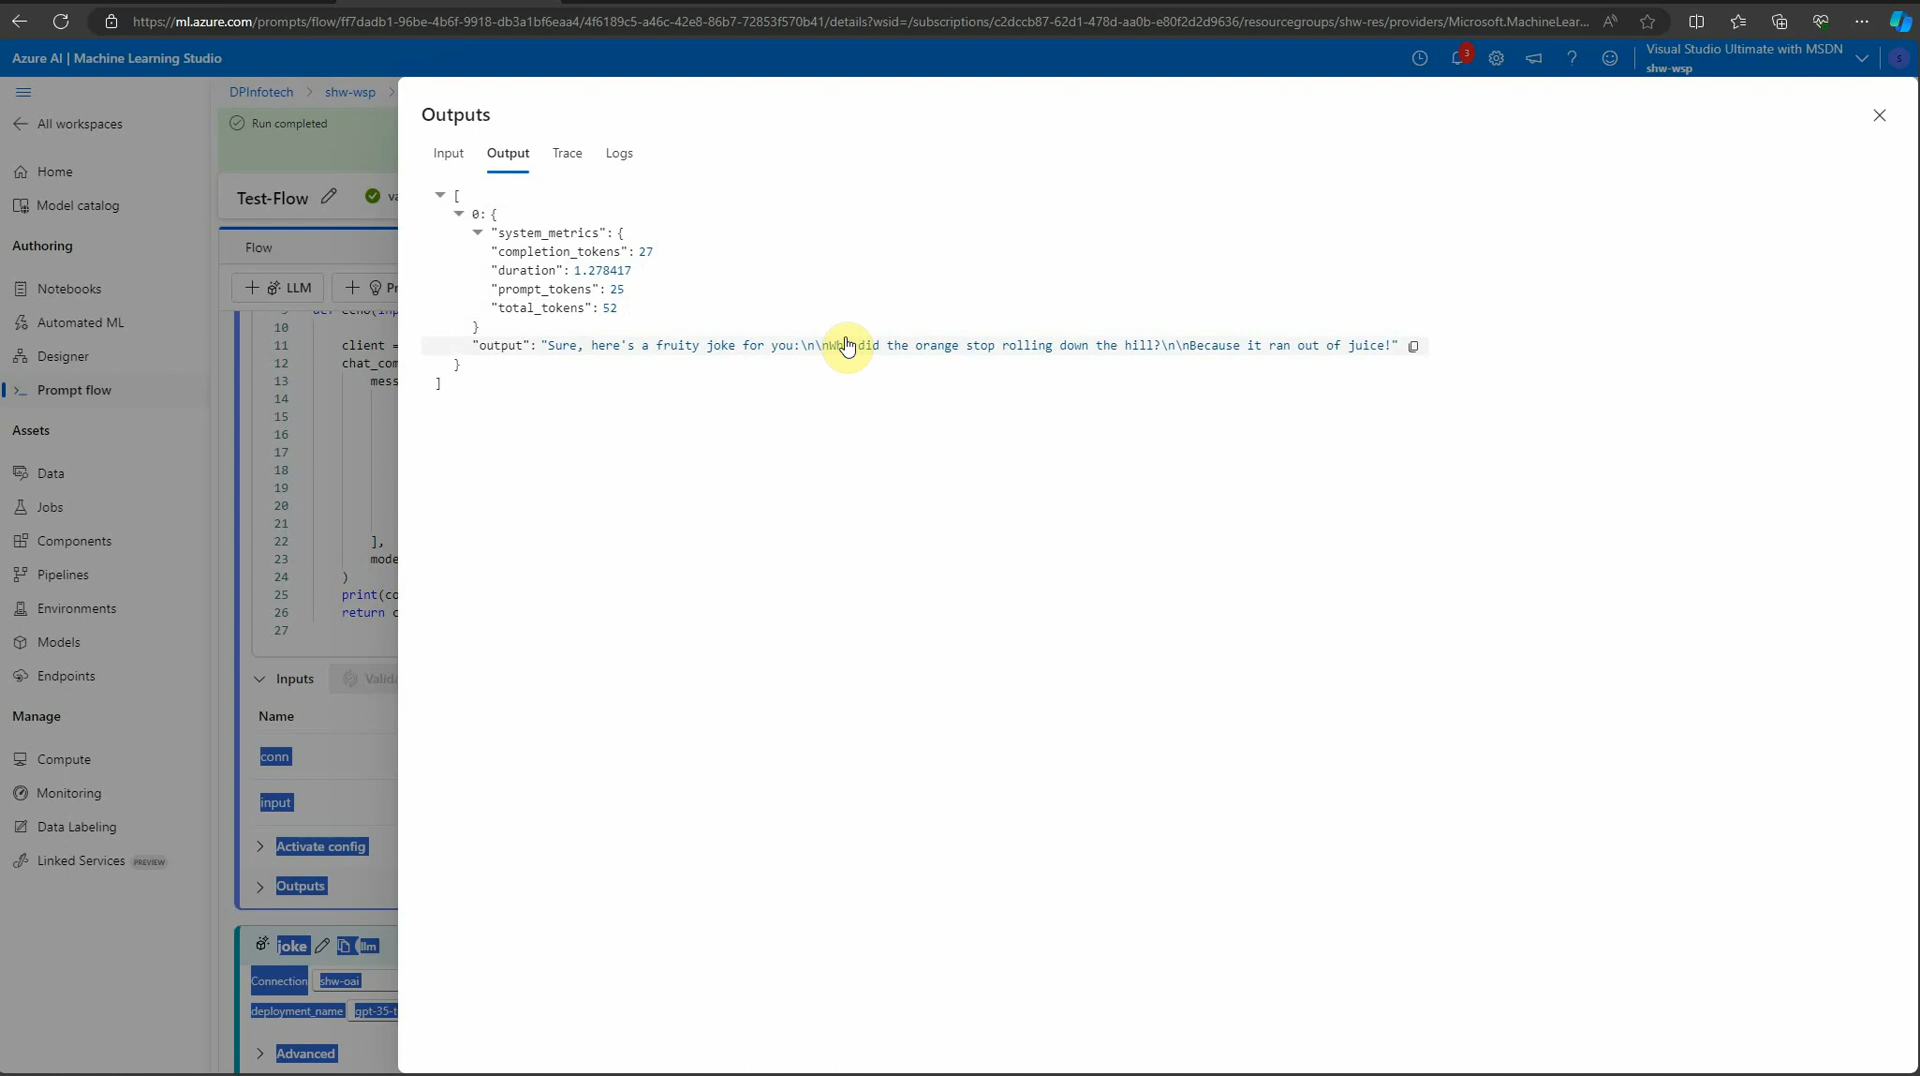 https://ml.azure.com/prompts/flow/ff7dadb1-96be-4b6f-9918-db3a1bf6eaa4/4f6189c5-a46c-42e8-86b7-72853f570b41/details?wsid=/subscriptions/c2dccb87-62d1-478d-aa0b-e80f2d2d9636/resourcegroups/shw-res/providers/Microsoft.MachineLear...
Azure AI | Machine Learning Studio
3
Visual Studio Ultimate with MSDN
shw-wsp
S
All workspaces
Home
Model catalog
Authoring
Notebooks
Automated ML
Designer
Prompt flow
Assets
Data
Jobs
Components
Pipelines
Environments
Models
Endpoints
Manage
Compute
Monitoring
Data Labeling
Linked Services PREVIEW
DPInfotech > shw-wsp >
Run completed
Test-Flow
Flow
+ LLM +
10
11 client =
12 chat_com
13 mess
14
15
16
17
18
19
20
21
22 ],
23 mode
24 )
25 print(co
26 return c
27
Inputs
Name
conn
input
Activate config
Outputs
joke llm
Connection shw-oai
deployment_name gpt-35-t
Advanced
Outputs
Input Output Trace Logs
[
0: {
"system_metrics": {
"completion_tokens": 27
"duration": 1.278417
"prompt_tokens": 25
"total_tokens": 52
}
"output": "Sure, here's a fruity joke for you:\n\nWhy did the orange stop rolling down the hill?\n\nBecause it ran out of juice!"
}
]